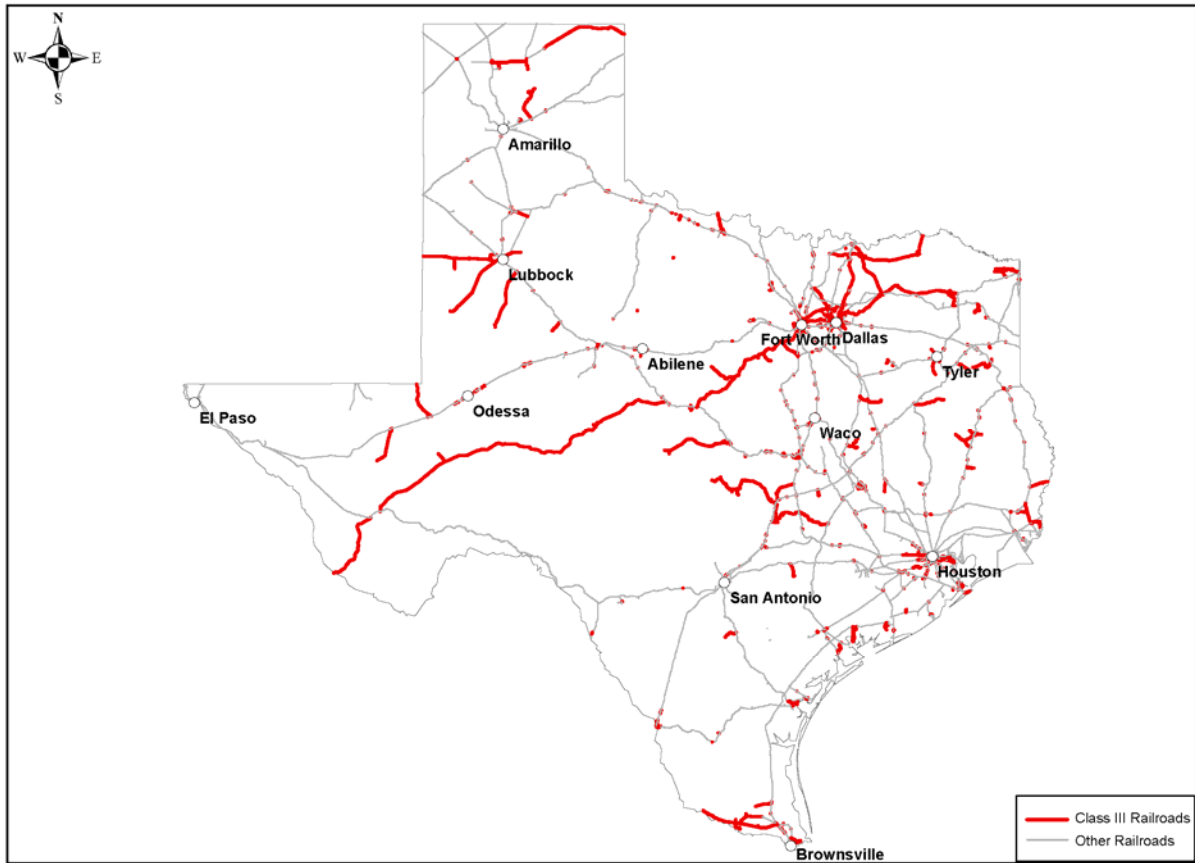 N
W E
S
Amarillo
Lubbock
Fort Worth Dallas
Abilene
Tyler
Odessa
El Paso
Waco
Houston
San Antonio
Brownsville
Class III Railroads
Other Railroads